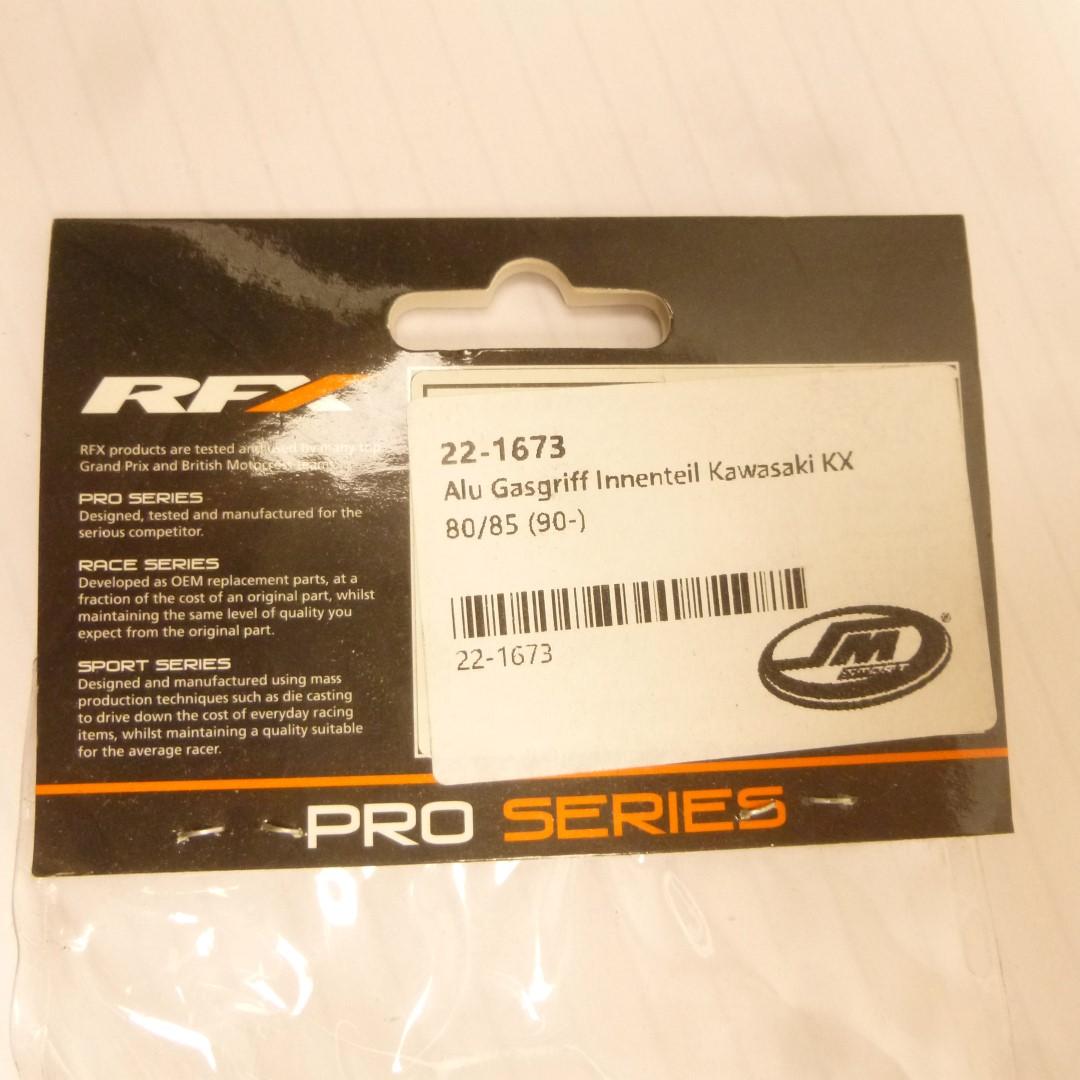 RFX
RFX products are tested and used by many top
Grand Prix and British Motocross teams
PRO SERIES
Designed, tested and manufactured for the
serious competitor.
RACE SERIES
Developed as OEM replacement parts, at a
fraction of the cost of an original part, whilst
maintaining the same level of quality you
expect from the original part.
SPORT SERIES
Designed and manufactured using mass
production techniques such as die casting
to drive down the cost of everyday racing
items, whilst maintaining a quality suitable
for the average racer.
22-1673
Alu Gasgriff Innenteil Kawasaki KX
80/85 (90-)
22-1673
JM
®
PRO SERIES